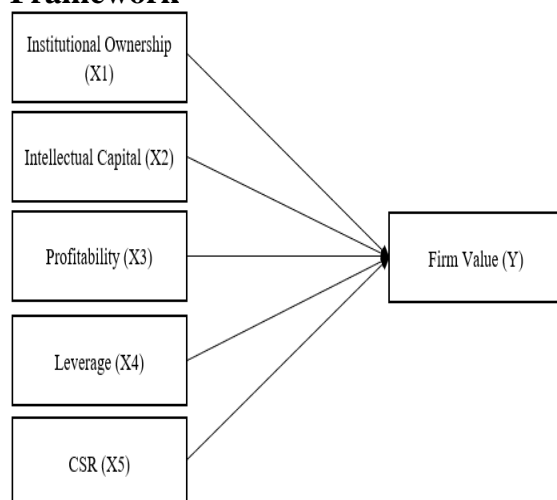 Framework
Institutional Ownership
(X1)
Intellectual Capital (X2)
Profitability (X3)
Firm Value (Y)
Leverage (X4)
CSR (X5)